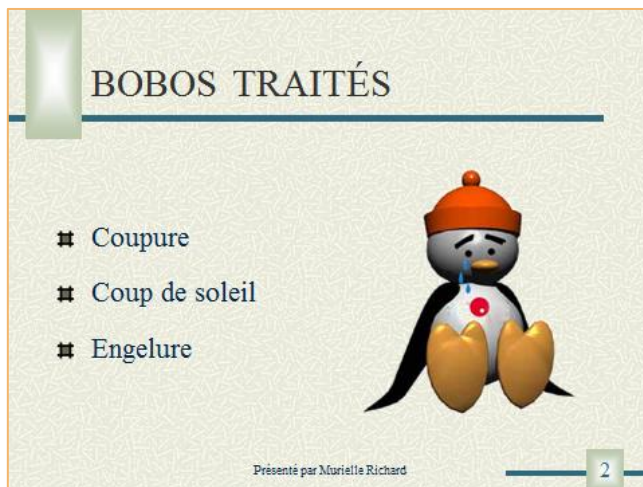 BOBOS TRAITÉS
Coupure
Coup de soleil
Engelure
Présenté par Murielle Richard
2